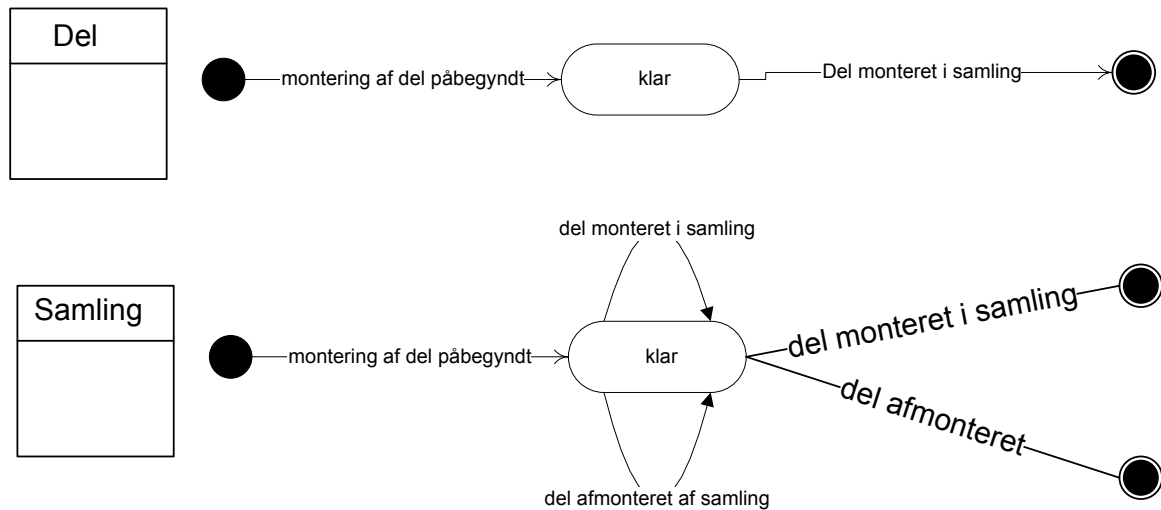 Del
montering af del påbegyndt
klar
Del monteret i samling
del monteret i samling
Samling
montering af del påbegyndt
klar
del monteret i samling
del afmonteret
del afmonteret af samling